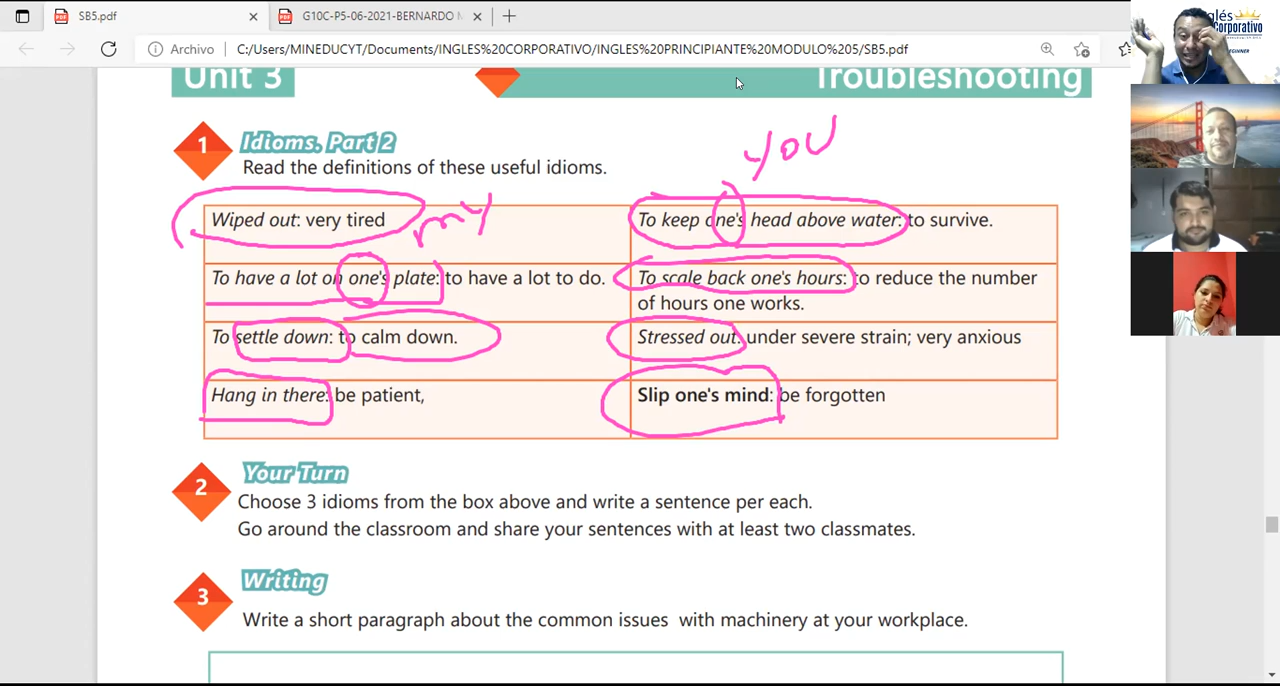 SB5.pdf
G10C-P5-06-2021-BERNARDO M
Archivo
C:/Users/MINEDUCYT/Documents/INGLES%20CORPORATIVO/INGLES%20PRINCIPIANTE%20MODULO%205/SB5.pdf
glés
Corporativo
Unit 3
Troubleshooting
1
Idioms. Part 2
Read the definitions of these useful idioms.
YOU
Wiped out: very tired
MY
To keep one's head above water: to survive.
To have a lot on one's plate: to have a lot to do.
To scale back one's hours: to reduce the number
of hours one works.
To settle down: to calm down.
Stressed out: under severe strain; very anxious
Hang in there: be patient,
Slip one's mind: be forgotten
2
Your Turn
Choose 3 idioms from the box above and write a sentence per each.
Go around the classroom and share your sentences with at least two classmates.
3
Writing
Write a short paragraph about the common issues with machinery at your workplace.